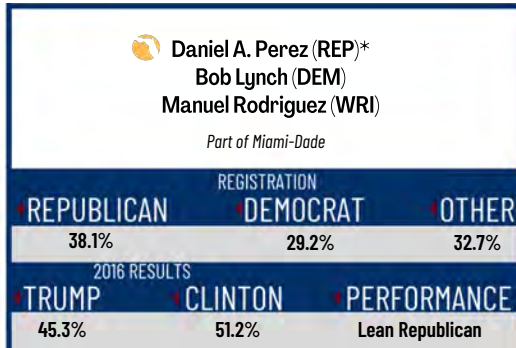 Daniel A. Perez (REP)*
Bob Lynch (DEM)
Manuel Rodriguez (WRI)
Part of Miami-Dade
REGISTRATION
REPUBLICAN DEMOCRAT OTHER
38.1% 29.2% 32.7%
2016 RESULTS
TRUMP CLINTON PERFORMANCE
45.3% 51.2% Lean Republican